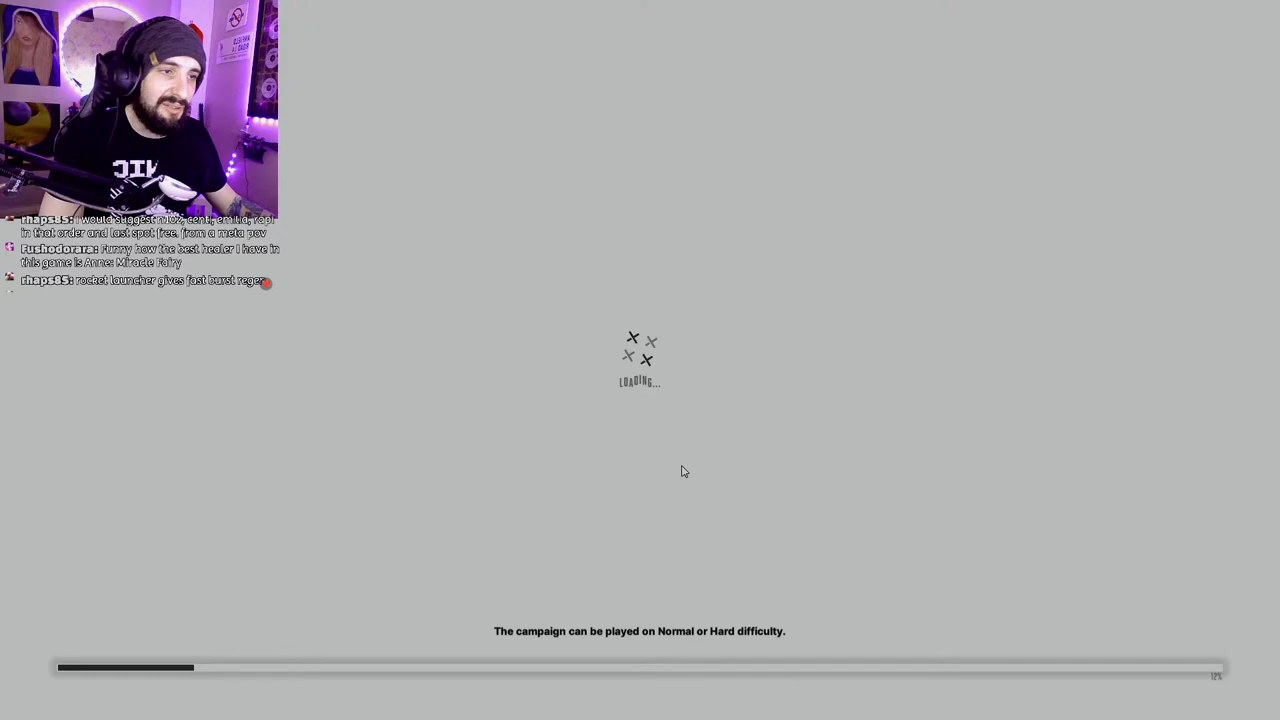 rhaps85: I would suggest n102, centi, emilia, rapi
in that order and last spot free. from a meta pov
Fushodorara: Funny how the best healer I have in
this game is Anne: Miracle Fairy
rhaps85: rocket launcher gives fast burst regen
LOADING...
The campaign can be played on Normal or Hard difficulty.
12%